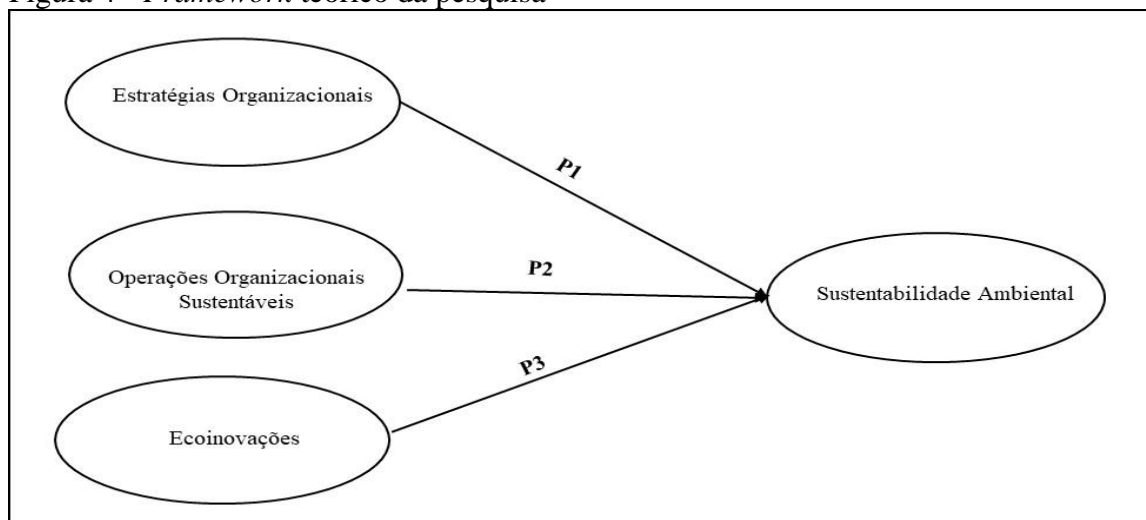 Figura 4 - Framework teórico da pesquisa
Estratégias Organizacionais
P1
Operações Organizacionais
Sustentáveis
P2
Sustentabilidade Ambiental
P3
Ecoinovações